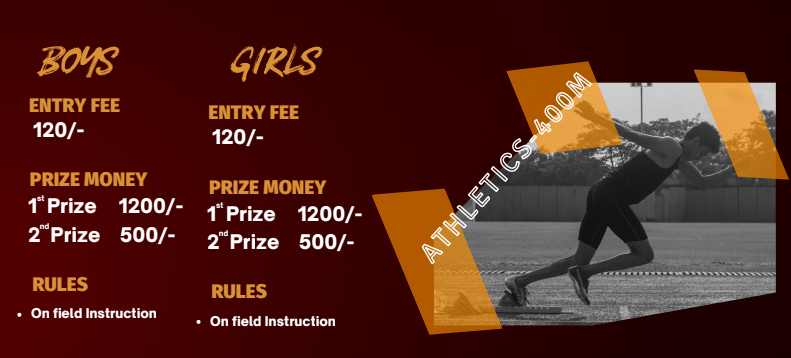 BOYS
ENTRY FEE
120/-
PRIZE MONEY
1st Prize 1200/-
2nd Prize 500/-
RULES
• On field Instruction
GIRLS
ENTRY FEE
120/-
PRIZE MONEY
1st Prize 1200/-
2nd Prize 500/-
RULES
• On field Instruction
ATHLETICS-400M